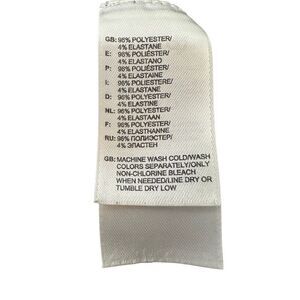 GB: 96% POLYESTER/
4% ELASTANE
E: 96% POLIÉSTER/
4% ELASTANO
P: 96% POLIÉSTER/
4% ELASTAINE
I: 96% POLIESTERE/
4% ELASTAN
D: 96% POLYESTER/
4% ELASTINE
NL: 96% POLYESTER/
4% ELASTAAN
F: 96% POLYESTER/
4% ELASTHANNE
RU: 96% ПОЛИЭСТЕР/
4% ЭЛАСТЕН
GB: MACHINE WASH COLD/WASH
COLORS SEPARATELY/ONLY
NON-CHLORINE BLEACH
WHEN NEEDED/LINE DRY OR
TUMBLE DRY LOW